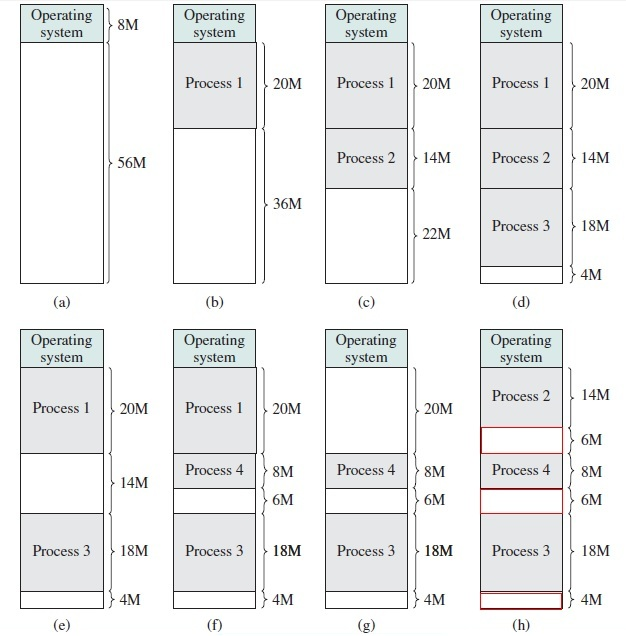 Operating
system
8M
56M
(a)
Operating
system
Process 1
20M
36M
(b)
Operating
system
Process 1
20M
Process 2
14M
22M
(c)
Operating
system
Process 1
20M
Process 2
14M
Process 3
18M
4M
(d)
Operating
system
Process 1
20M
14M
Process 3
18M
4M
(e)
Operating
system
Process 1
20M
Process 4
8M
6M
Process 3
18M
4M
(f)
Operating
system
20M
Process 4
8M
6M
Process 3
18M
4M
(g)
Operating
system
Process 2
14M
6M
Process 4
8M
6M
Process 3
18M
4M
(h)